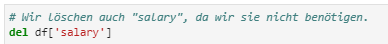 # Wir löschen auch "salary", da wir sie nicht benötigen.
del df['salary']